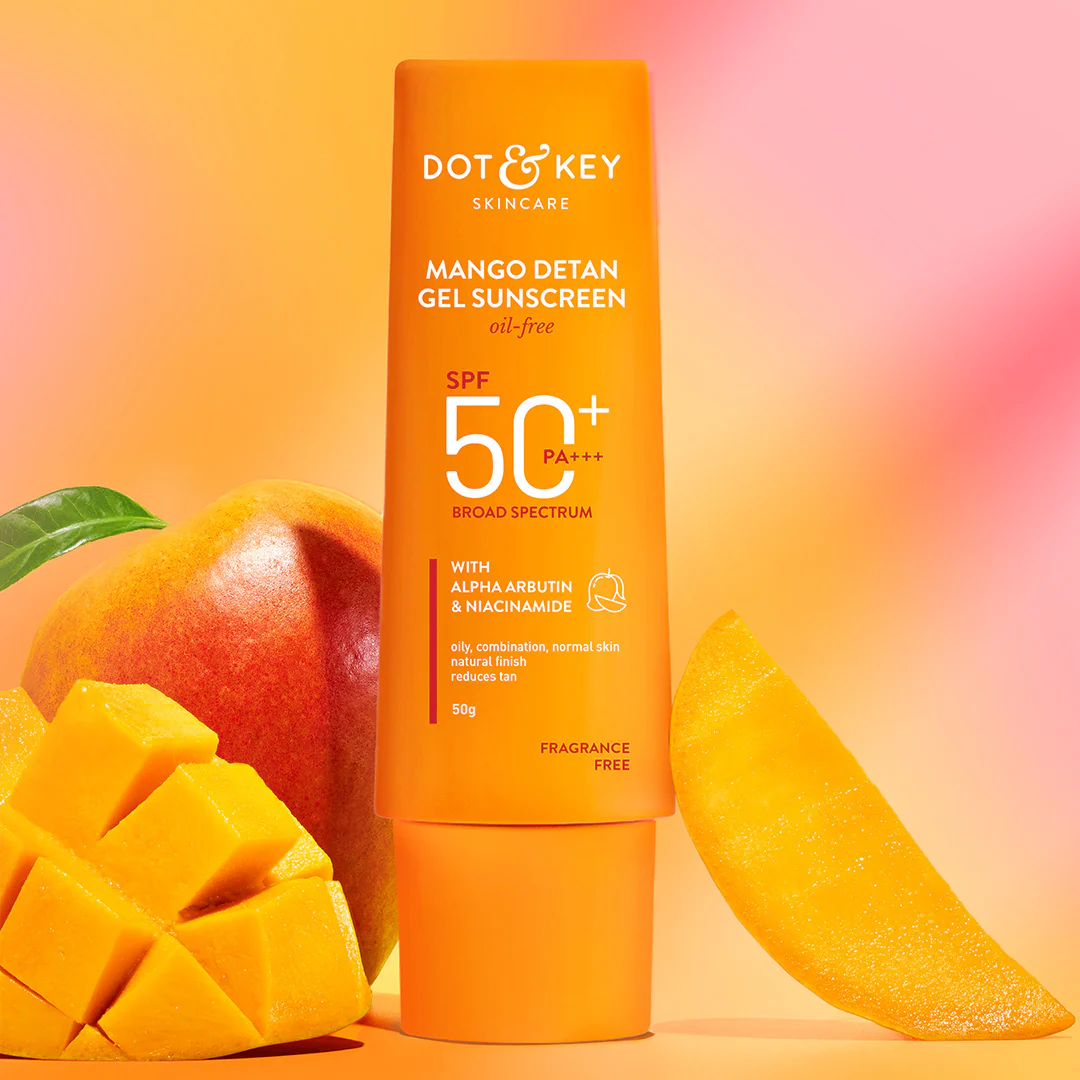 DOT & KEY
SKINCARE
MANGO DETAN
GEL SUNSCREEN
oil-free
SPF
50+
PA+++
BROAD SPECTRUM
WITH
ALPHA ARBUTIN
& NIACINAMIDE
oily, combination, normal skin
natural finish
reduces tan
50g
FRAGRANCE
FREE